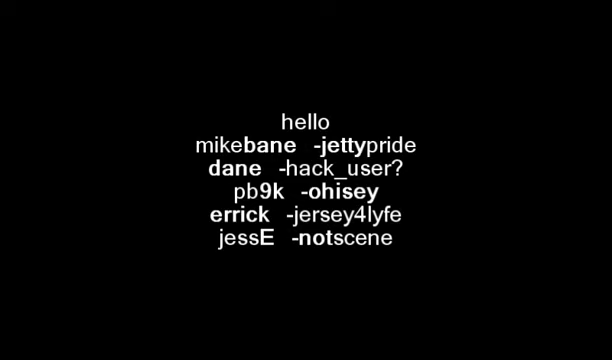 hello
mikebane -jettypride
dane -hack_user?
pb9k -ohisey
errick -jersey4lyfe
jessE -notscene